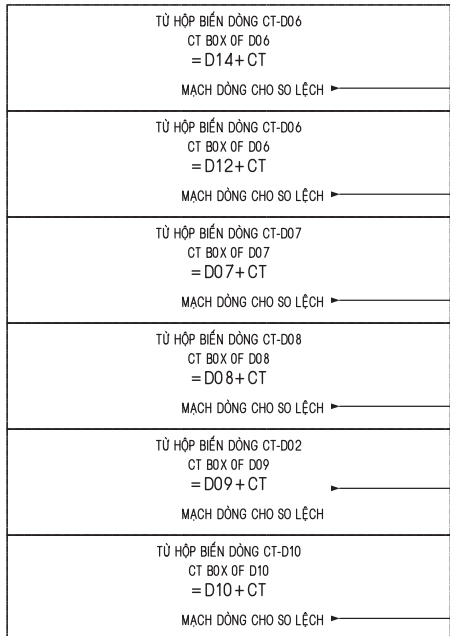 TỪ HỘP BIẾN DÒNG CT-D06
CT BOX OF D06
=D14+CT
MẠCH DÒNG CHO SO LỆCH
TỪ HỘP BIẾN DÒNG CT-D06
CT BOX OF D06
=D12+CT
MẠCH DÒNG CHO SO LỆCH
TỪ HỘP BIẾN DÒNG CT-D07
CT BOX OF D07
=D07+CT
MẠCH DÒNG CHO SO LỆCH
TỪ HỘP BIẾN DÒNG CT-D08
CT BOX OF D08
=D08+CT
MẠCH DÒNG CHO SO LỆCH
TỪ HỘP BIẾN DÒNG CT-D02
CT BOX OF D09
=D09+CT
MẠCH DÒNG CHO SO LỆCH
TỪ HỘP BIẾN DÒNG CT-D10
CT BOX OF D10
=D10+CT
MẠCH DÒNG CHO SO LỆCH